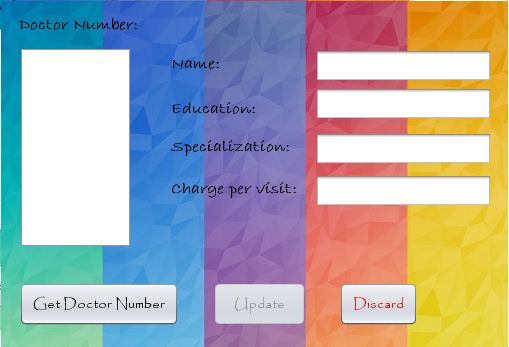 Doctor Number:
Name:
Education:
Specialization:
Charge per visit:
Get Doctor Number
Update
Discard